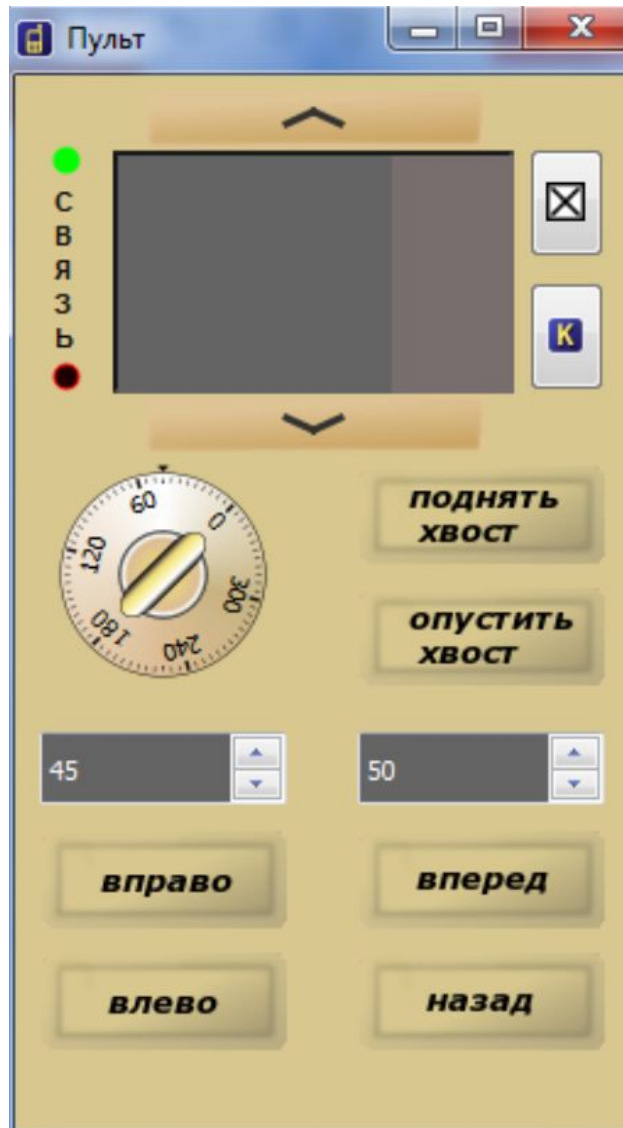 Пульт
С
В
Я
З
Ь
К
60
0
120
300
180
240
поднять
хвост
опустить
хвост
45
50
вправо
вперед
влево
назад